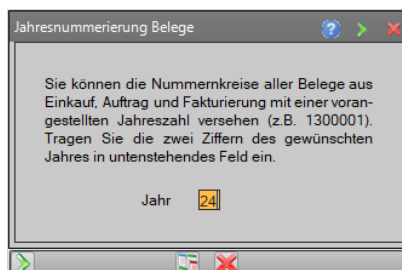 Jahresnummerierung Belege
Sie können die Nummernkreise aller Belege aus
Einkauf, Auftrag und Fakturierung mit einer voran-
gestellten Jahreszahl versehen (z.B. 1300001).
Tragen Sie die zwei Ziffern des gewünschten
Jahres in untenstehendes Feld ein.
Jahr 24